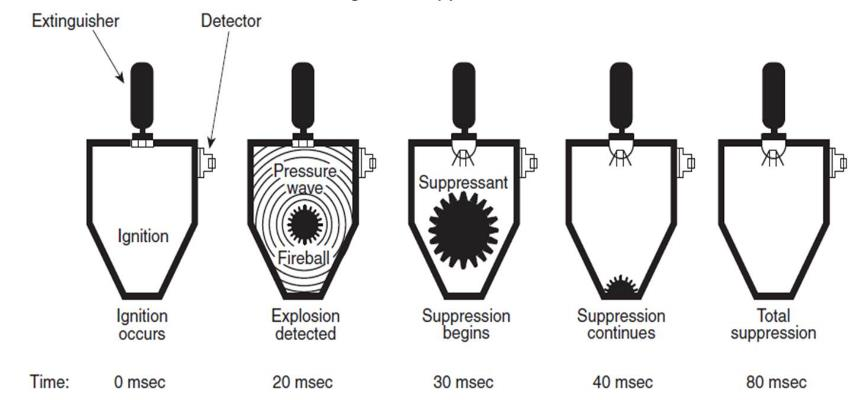 Extinguisher
Detector
Ignition
Pressure
wave
Fireball
Suppressant
Ignition
occurs
Explosion
detected
Suppression
begins
Suppression
continues
Total
suppression
Time: 0 msec 20 msec 30 msec 40 msec 80 msec